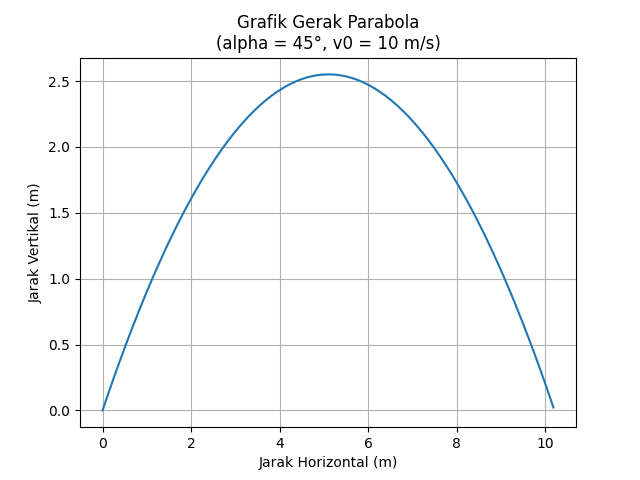 Grafik Gerak Parabola
(alpha = 45°, v0 = 10 m/s)
2.5
2.0
1.5
1.0
0.5
0.0
Jarak Vertikal (m)
0 2 4 6 8 10
Jarak Horizontal (m)